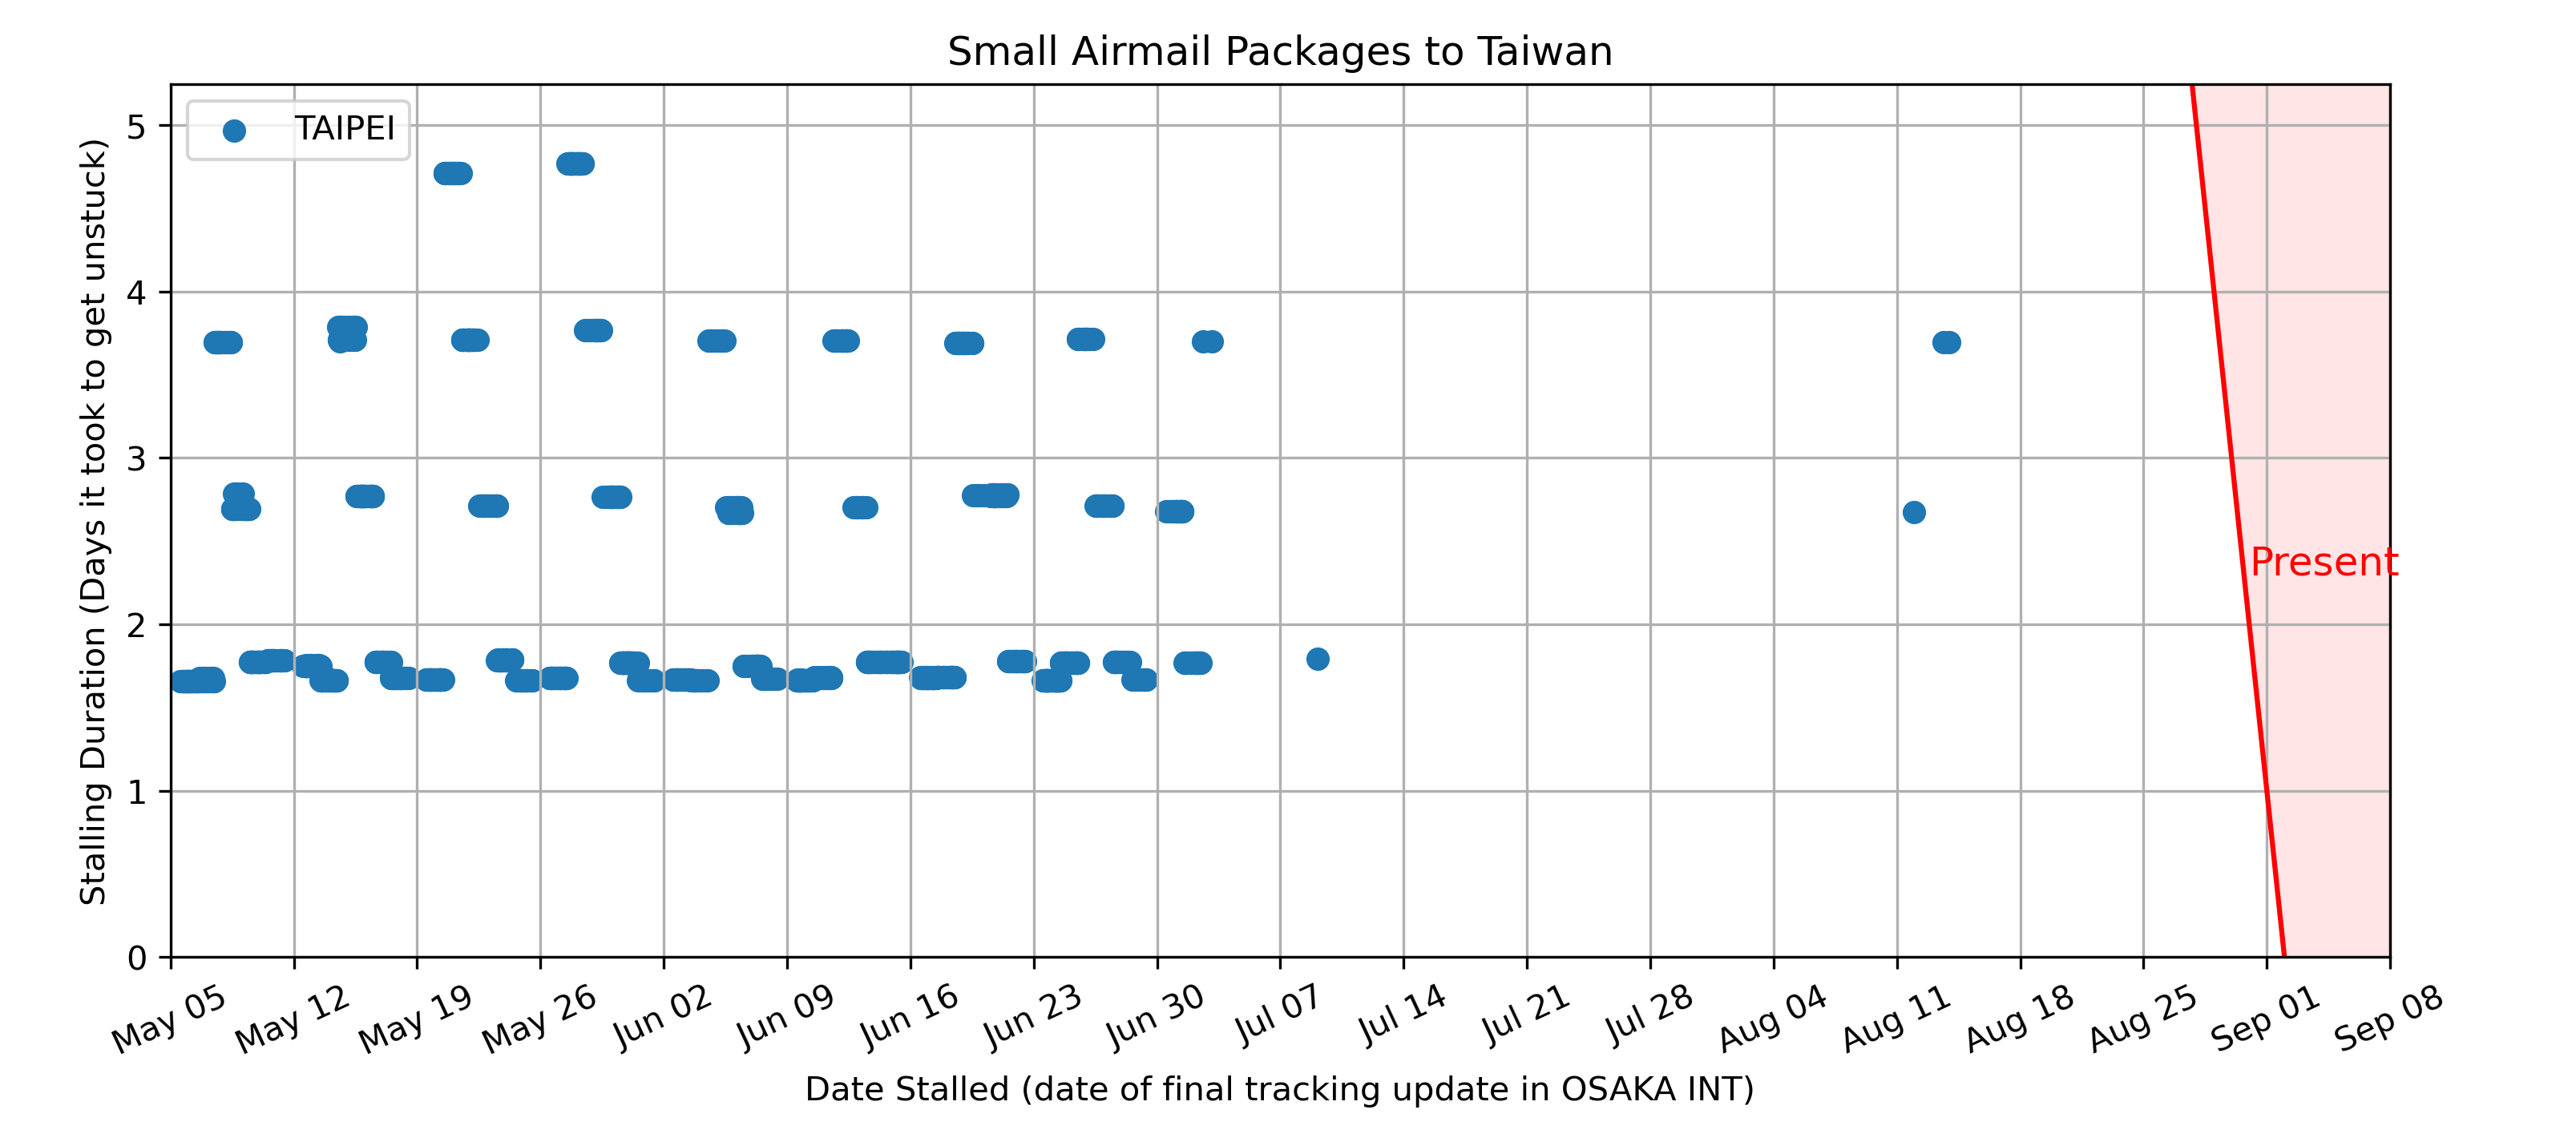 Small Airmail Packages to Taiwan
TAIPEI
Stalling Duration (Days it took to get unstuck)
5
4
3
2
1
0
Present
May 05
May 12
May 19
May 26
Jun 02
Jun 09
Jun 16
Jun 23
Jun 30
Jul 07
Jul 14
Jul 21
Jul 28
Aug 04
Aug 11
Aug 18
Aug 25
Sep 01
Sep 08
Date Stalled (date of final tracking update in OSAKA INT)